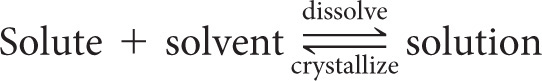 dissolve
Solute + solvent ⇌ solution
crystallize